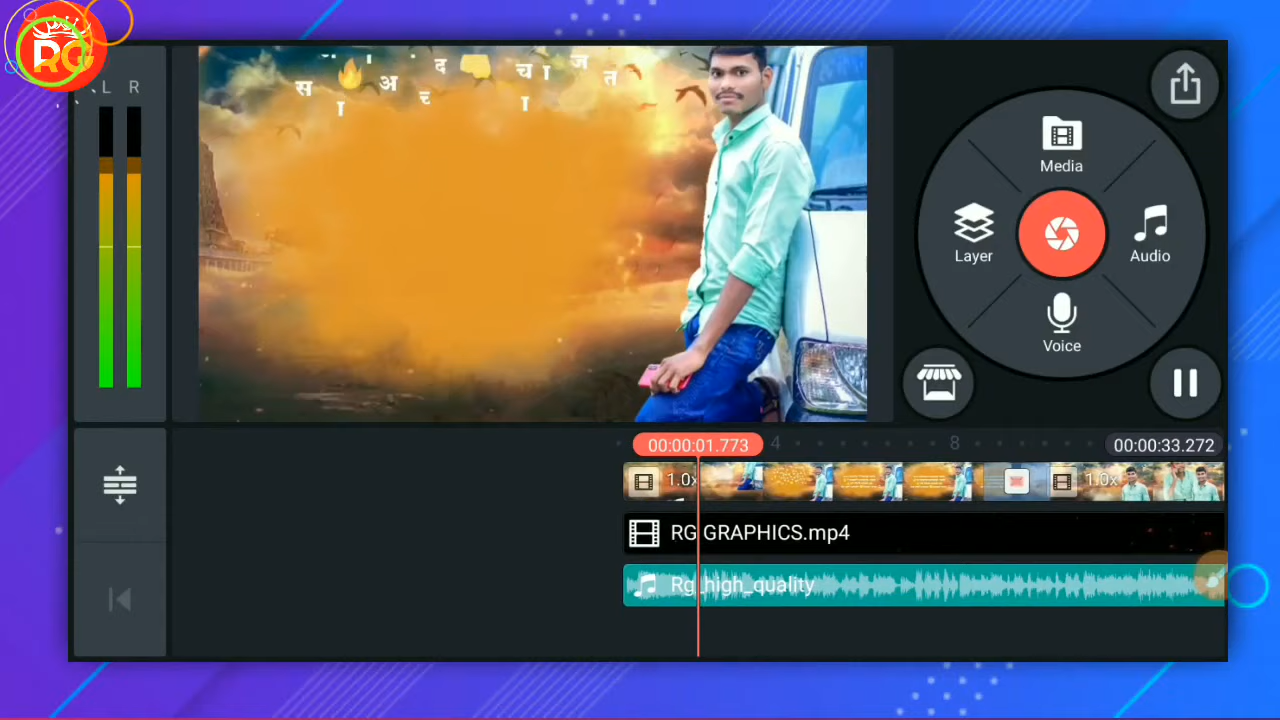 RG
L R
स अ द च ज त
Media
Layer
Audio
Voice
00:00:01.773
4
8
00:00:33.272
1.0x
1.0x
RG GRAPHICS.mp4
Rg_high_quality